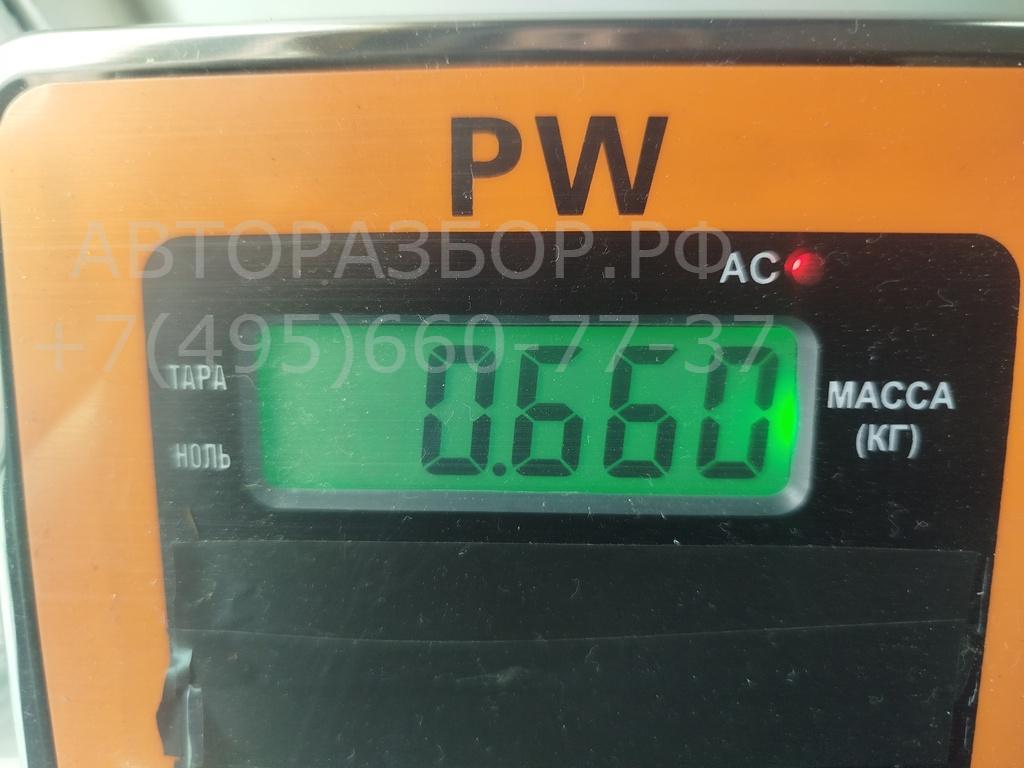 PW
АВТОРАЗБОР.РФ
AC
+7(495)660-77-37
ТАРА
0.660
МАССА
(КГ)
НОЛЬ